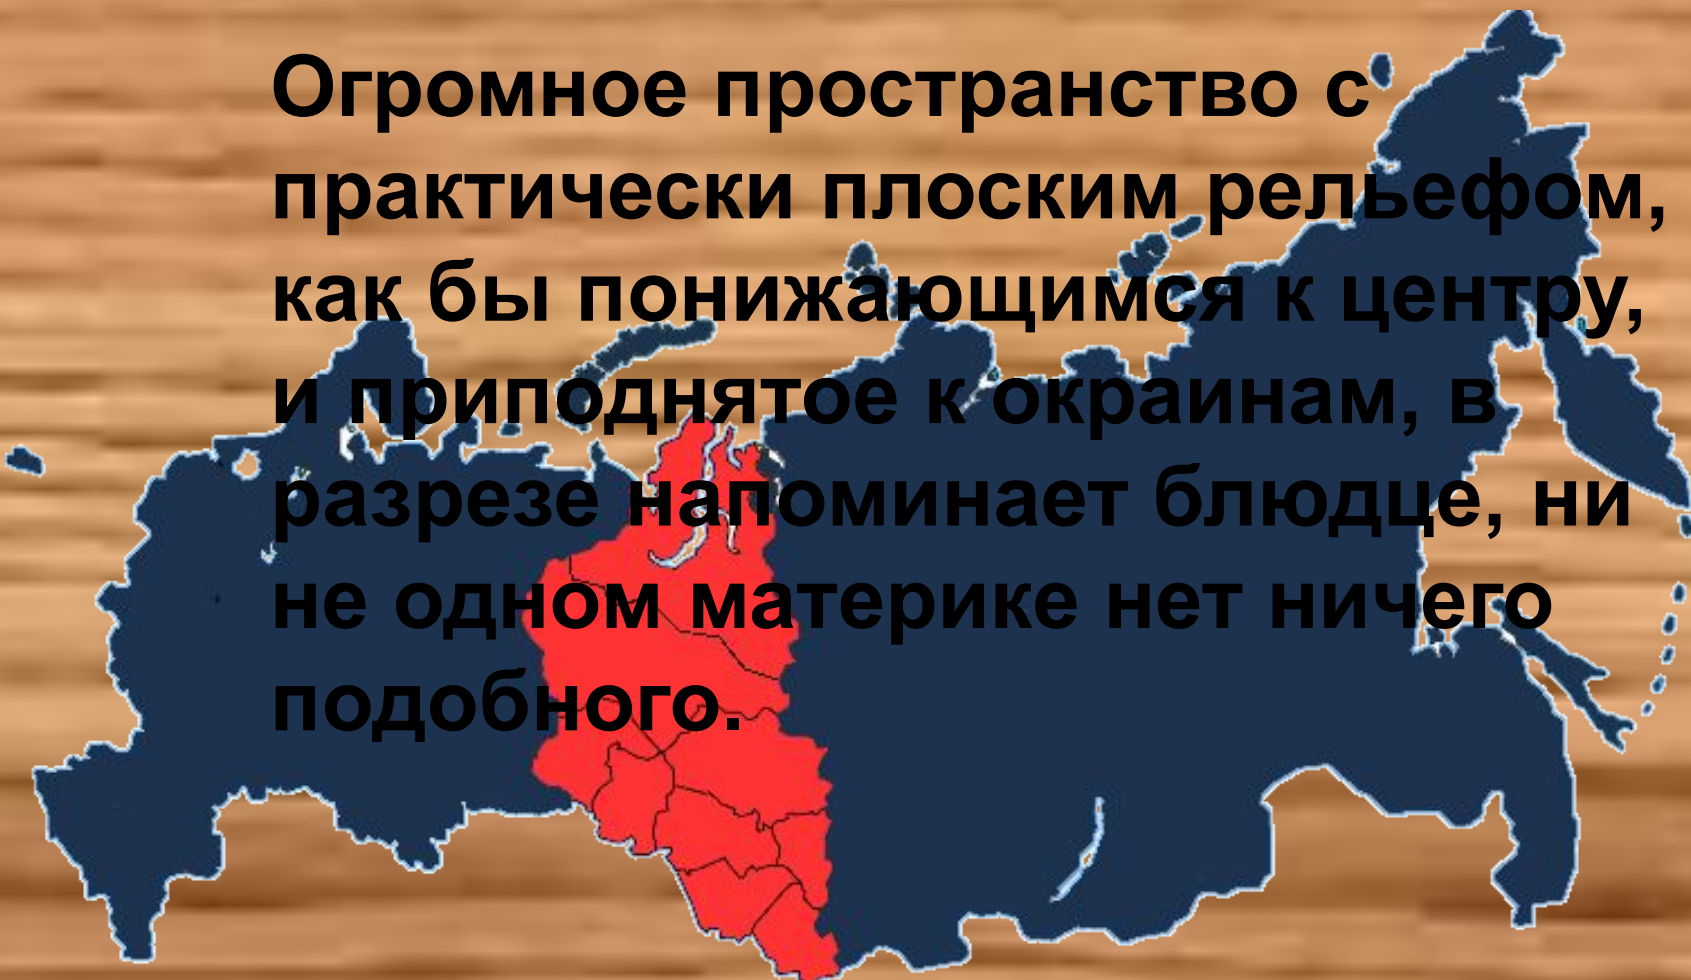 Огромное пространство с
практически плоским рельефом,
как бы понижающимся к центру,
и приподнятое к окраинам, в
разрезе напоминает блюдце, ни
не одном материке нет ничего
подобного.